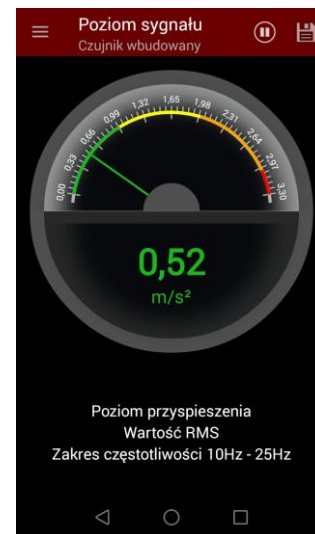 Poziom sygnału
Czujnik wbudowany
0,00
0,33
0,66
0,99
1,32
1,65
1,98
2,31
2,64
2,97
3,30
0,52
m/s²
Poziom przyspieszenia
Wartość RMS
Zakres częstotliwości 10Hz - 25Hz